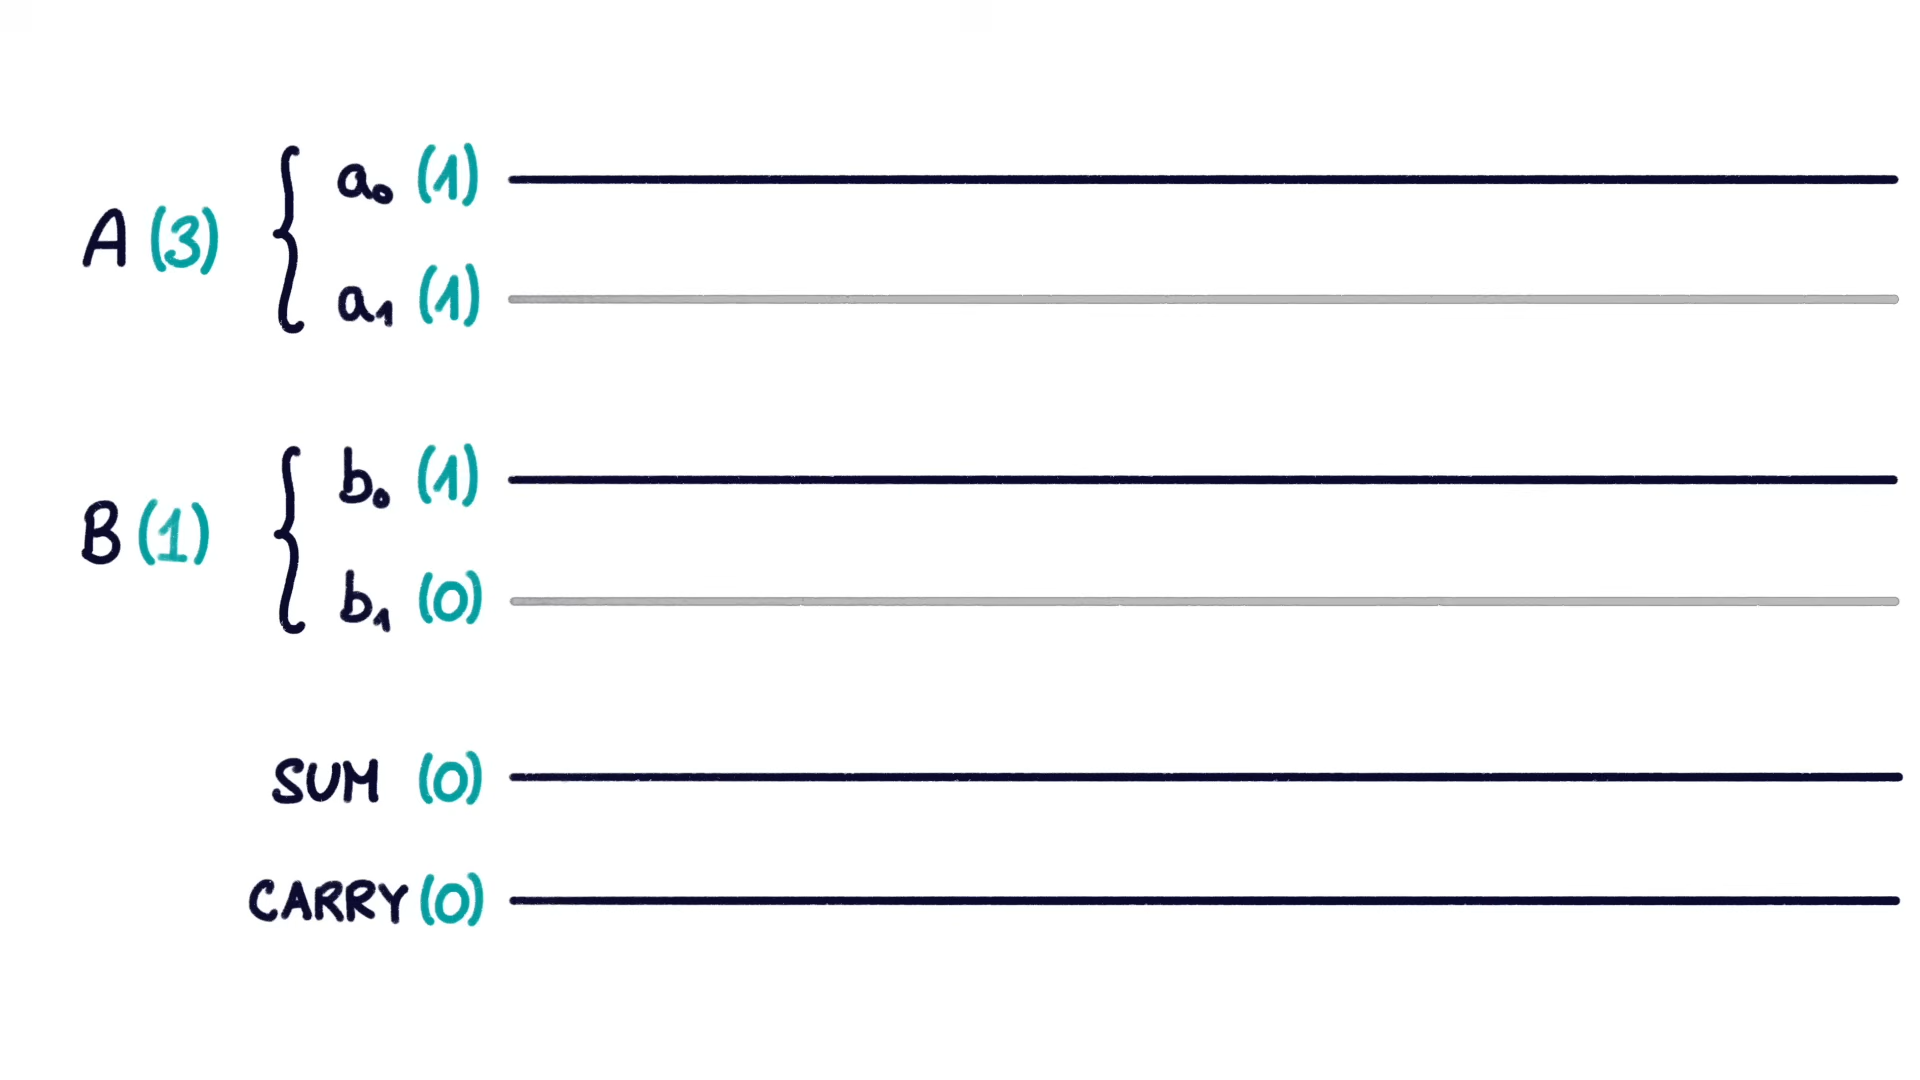 A (3)
a₀ (1)
a₁ (1)
B (1)
b₀ (1)
b₁ (0)
SUM (0)
CARRY (0)